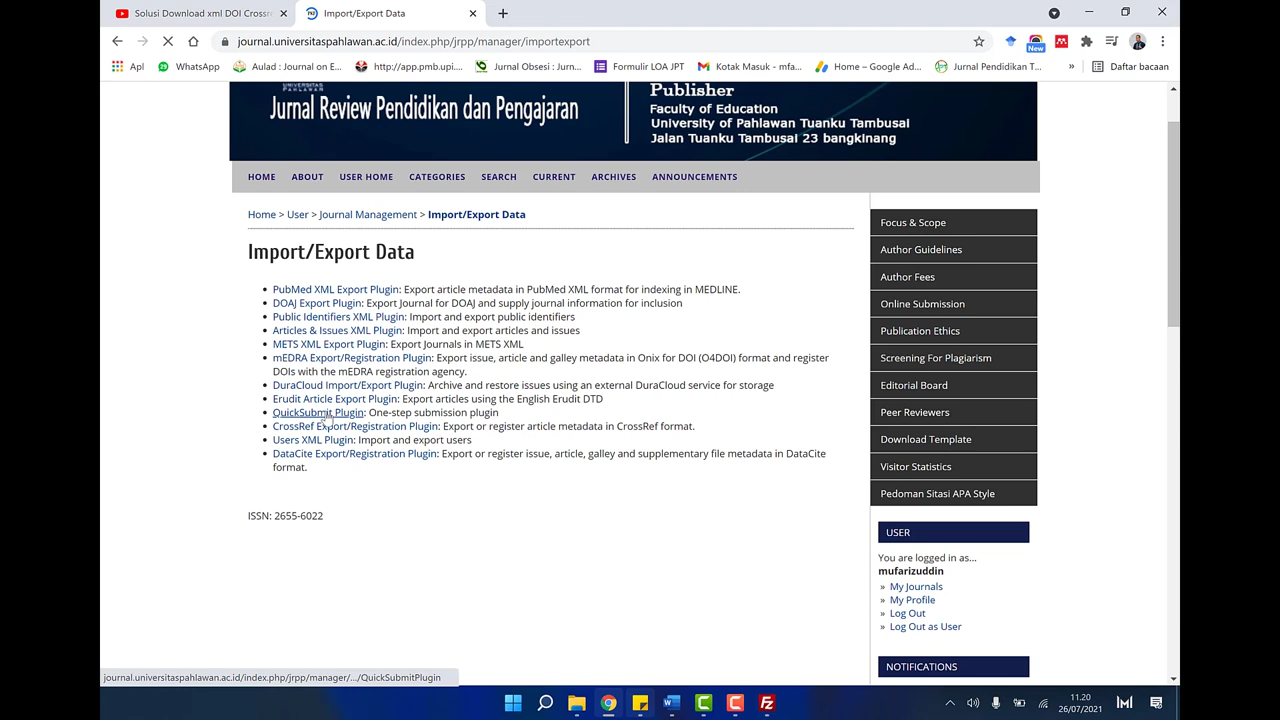 Solusi Download xml DOI Crossr
Import/Export Data
journal.universitaspahlawan.ac.id/index.php/jrpp/manager/importexport
Apl
WhatsApp
Aulad : Journal on E...
http://app.pmb.upi....
Jurnal Obsesi : Jurn...
Formulir LOA JPT
Kotak Masuk - mfa...
Home – Google Ad...
Jurnal Pendidikan T...
»
Daftar bacaan
New
UNIVERSITAS
PAHLAWAN
Jurnal Review Pendidikan dan Pengajaran
Publisher
Faculty of Education
University of Pahlawan Tuanku Tambusai
Jalan Tuanku Tambusai 23 bangkinang
HOME ABOUT USER HOME CATEGORIES SEARCH CURRENT ARCHIVES ANNOUNCEMENTS
Home > User > Journal Management > Import/Export Data
Import/Export Data
• PubMed XML Export Plugin: Export article metadata in PubMed XML format for indexing in MEDLINE.
• DOAJ Export Plugin: Export Journal for DOAJ and supply journal information for inclusion
• Public Identifiers XML Plugin: Import and export public identifiers
• Articles & Issues XML Plugin: Import and export articles and issues
• METS XML Export Plugin: Export Journals in METS XML
• mEDRA Export/Registration Plugin: Export issue, article and galley metadata in Onix for DOI (O4DOI) format and register
DOIs with the mEDRA registration agency.
• DuraCloud Import/Export Plugin: Archive and restore issues using an external DuraCloud service for storage
• Erudit Article Export Plugin: Export articles using the English Erudit DTD
• QuickSubmit Plugin: One-step submission plugin
• CrossRef Export/Registration Plugin: Export or register article metadata in CrossRef format.
• Users XML Plugin: Import and export users
• DataCite Export/Registration Plugin: Export or register issue, article, galley and supplementary file metadata in DataCite
format.
ISSN: 2655-6022
Focus & Scope
Author Guidelines
Author Fees
Online Submission
Publication Ethics
Screening For Plagiarism
Editorial Board
Peer Reviewers
Download Template
Visitor Statistics
Pedoman Sitasi APA Style
USER
You are logged in as...
mufarizuddin
» My Journals
» My Profile
» Log Out
» Log Out as User
NOTIFICATIONS
journal.universitaspahlawan.ac.id/index.php/jrpp/manager/.../QuickSubmitPlugin
11.20
26/07/2021